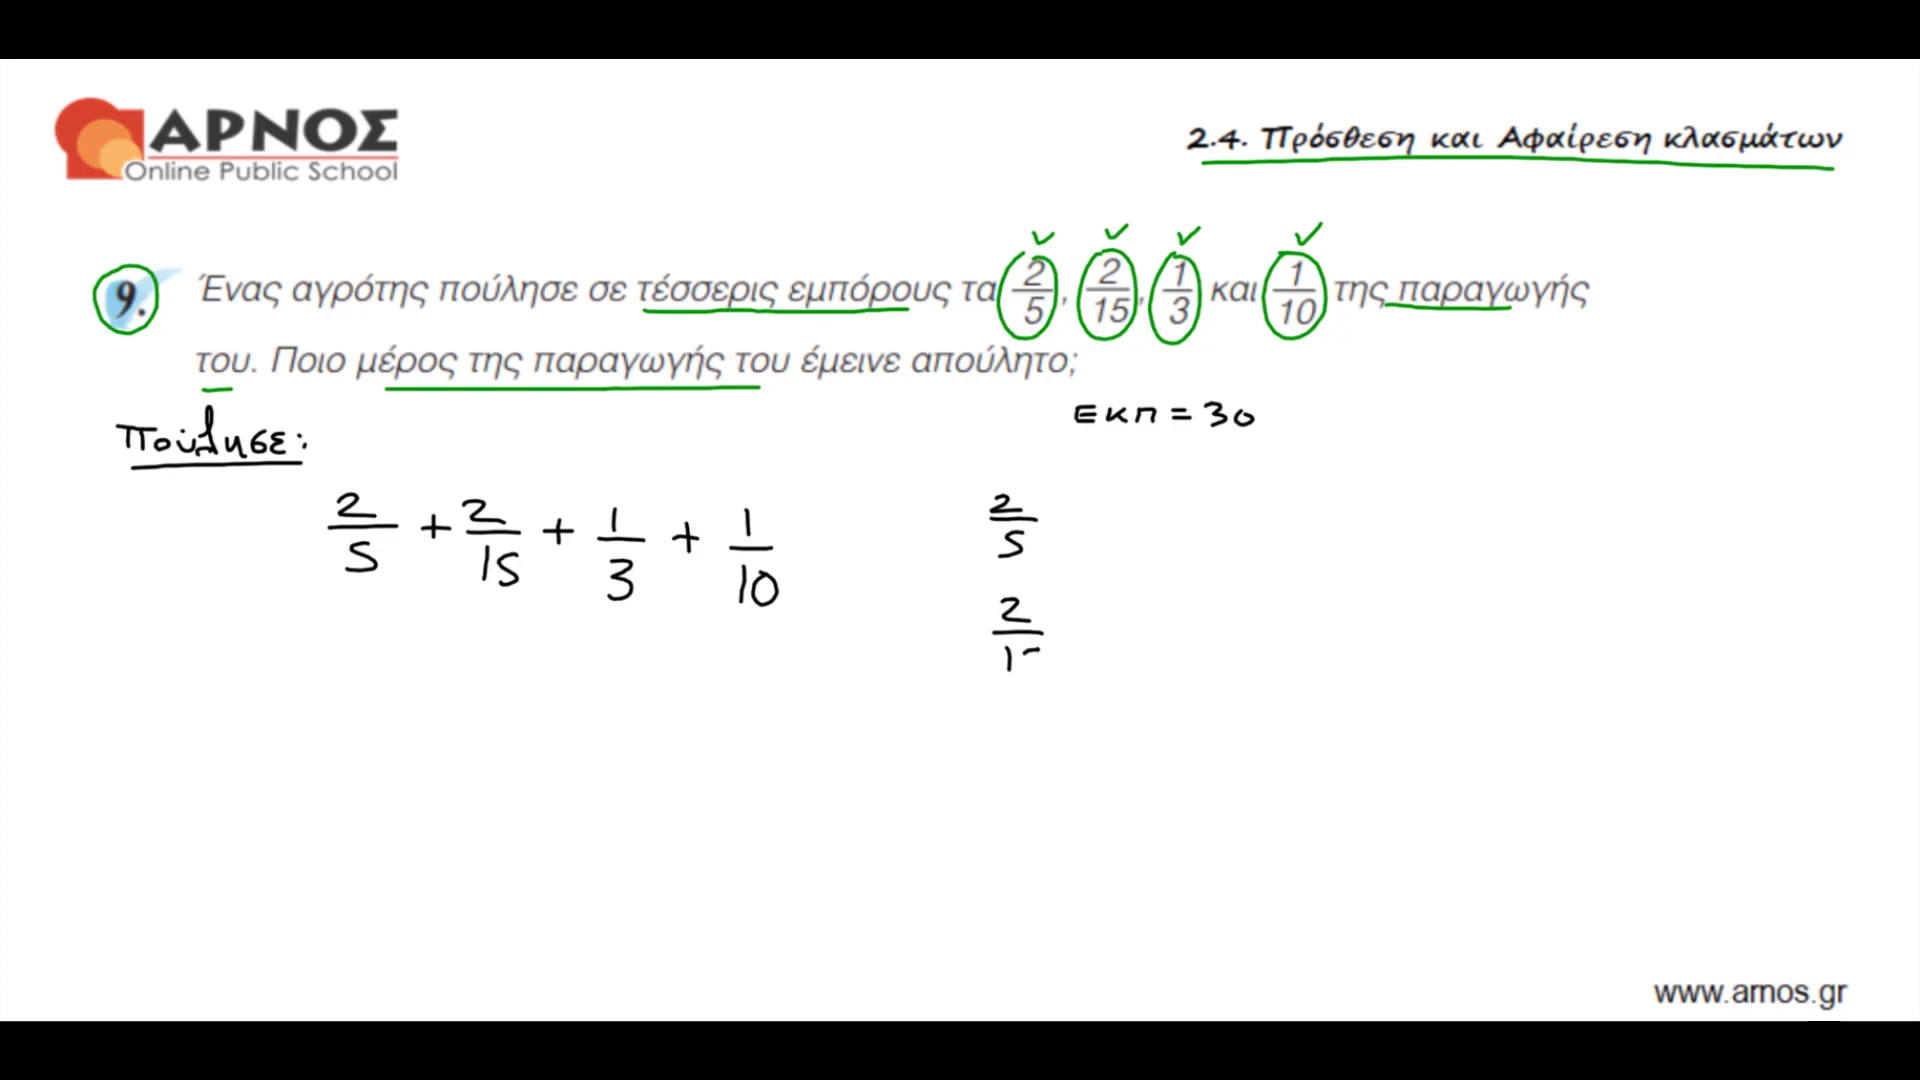 ΑΡΝΟΣ
Online Public School
2.4. Πρόσθεση και Αφαίρεση κλασμάτων
9. Ένας αγρότης πούλησε σε τέσσερις εμπόρους τα 2/5, 2/15, 1/3 και 1/10 της παραγωγής
του. Ποιο μέρος της παραγωγής του έμεινε απούλητο;
Πούλησε:
ΕΚΠ = 30
2/5 + 2/15 + 1/3 + 1/10
2/5
2/1
www.arnos.gr